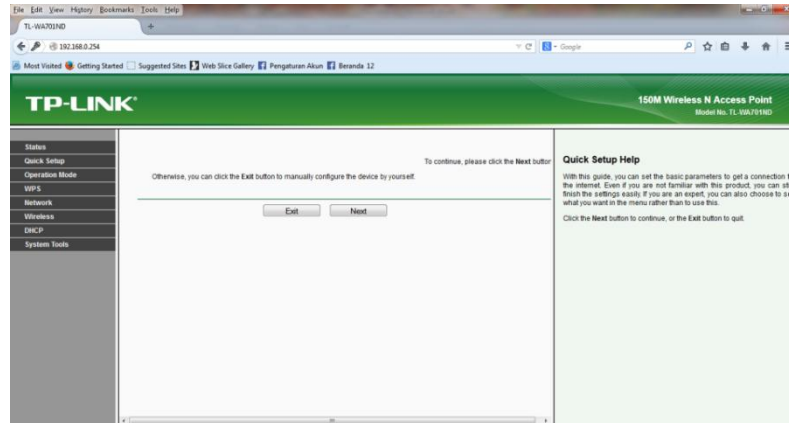 File Edit View History Bookmarks Tools Help
TL-WA701ND +
192.168.0.254
Google
Most Visited Getting Started Suggested Sites Web Slice Gallery Pengaturan Akun Beranda 12
TP-LINK®
150M Wireless N Access Point
Model No. TL-WA701ND
Status
Quick Setup
Operation Mode
WPS
Network
Wireless
DHCP
System Tools
To continue, please click the Next button
Otherwise, you can click the Exit button to manually configure the device by yourself.
Exit Next
Quick Setup Help
With this guide, you can set the basic parameters to get a connection t
the internet. Even if you are not familiar with this product, you can sti
finish the settings easily. If you are an expert, you can also choose to se
what you want in the menu rather than to use this.
Click the Next button to continue, or the Exit button to quit.